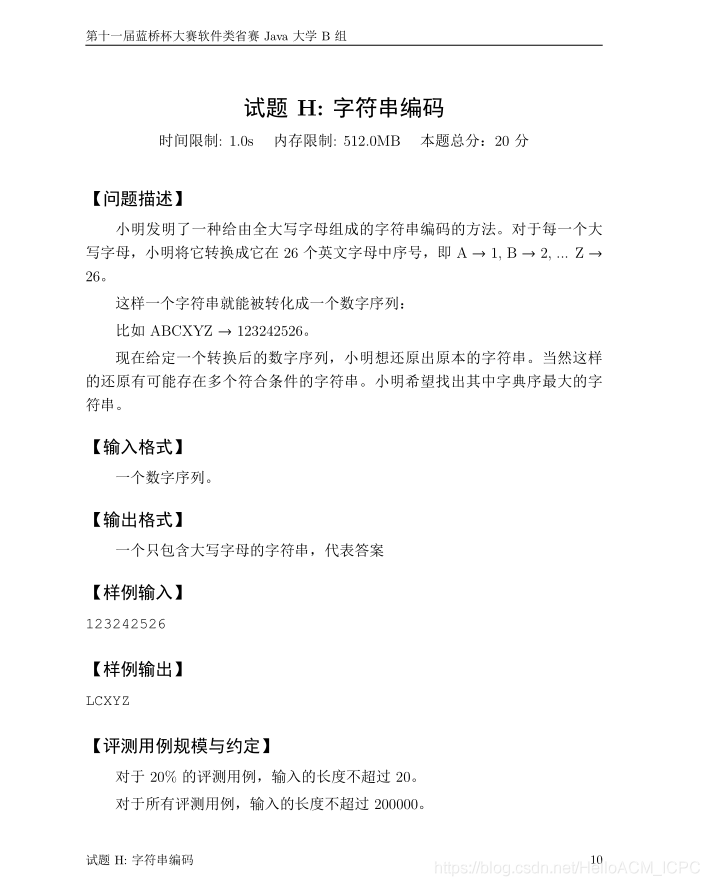 第十一届蓝桥杯大赛软件类省赛 Java 大学 B 组
试题 H: 字符串编码
时间限制: 1.0s 内存限制: 512.0MB 本题总分：20 分
【问题描述】
小明发明了一种给由全大写字母组成的字符串编码的方法。对于每一个大
写字母，小明将它转换成它在 26 个英文字母中序号，即 A → 1, B → 2, ... Z →
26。
这样一个字符串就能被转化成一个数字序列：
比如 ABCXYZ → 123242526。
现在给定一个转换后的数字序列，小明想还原出原本的字符串。当然这样
的还原有可能存在多个符合条件的字符串。小明希望找出其中字典序最大的字
符串。
【输入格式】
一个数字序列。
【输出格式】
一个只包含大写字母的字符串，代表答案
【样例输入】
123242526
【样例输出】
LCXYZ
【评测用例规模与约定】
对于 20% 的评测用例，输入的长度不超过 20。
对于所有评测用例，输入的长度不超过 200000。
试题 H: 字符串编码 10
https://blog.csdn.net/HelloACM_ICPC